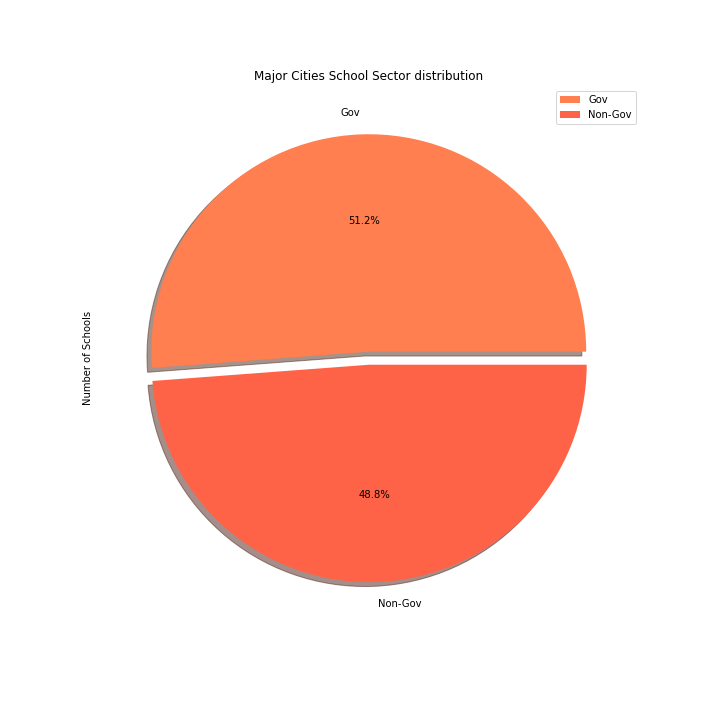 Major Cities School Sector distribution
Gov
Non-Gov
Gov
51.2%
Number of Schools
48.8%
Non-Gov